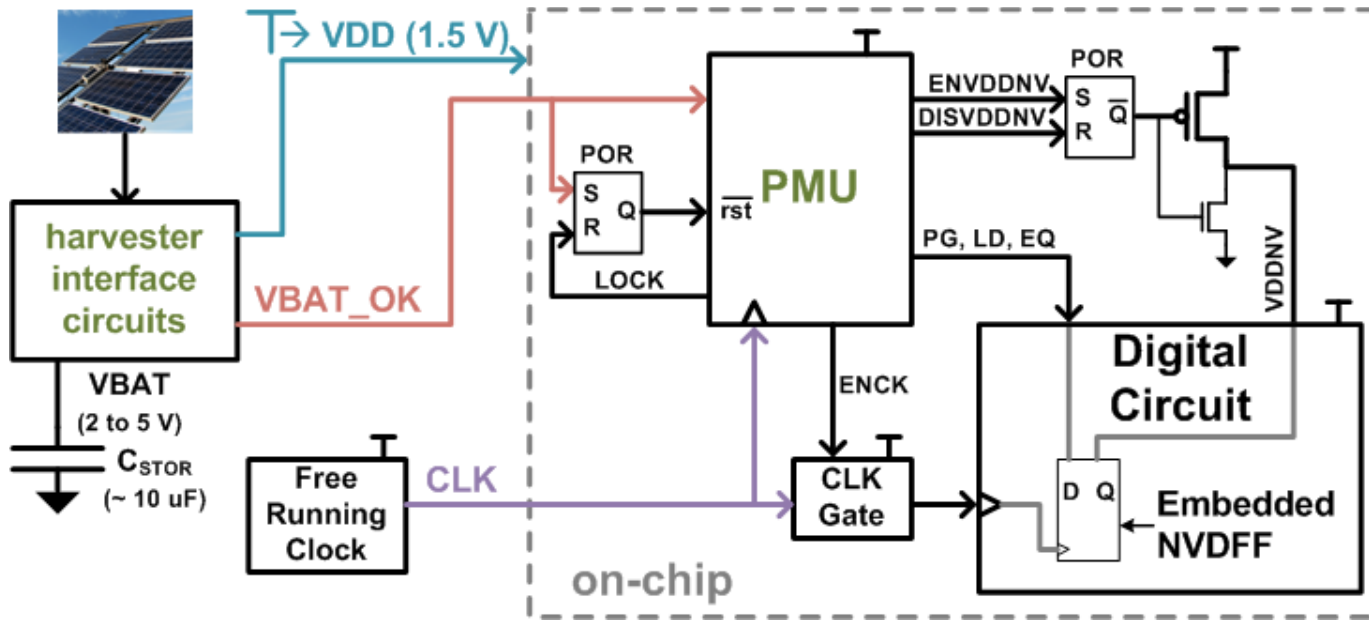 VDD (1.5 V)
harvester
interface
circuits
VBAT_OK
VBAT
(2 to 5 V)
CSTOR
(~ 10 uF)
Free
Running
Clock
CLK
on-chip
POR
S
R
Q
LOCK
rst
PMU
ENVDDNV
DISVDDNV
POR
S
R
Q
PG, LD, EQ
VDDNV
ENCK
CLK
Gate
Digital
Circuit
D Q
Embedded
NVDFF